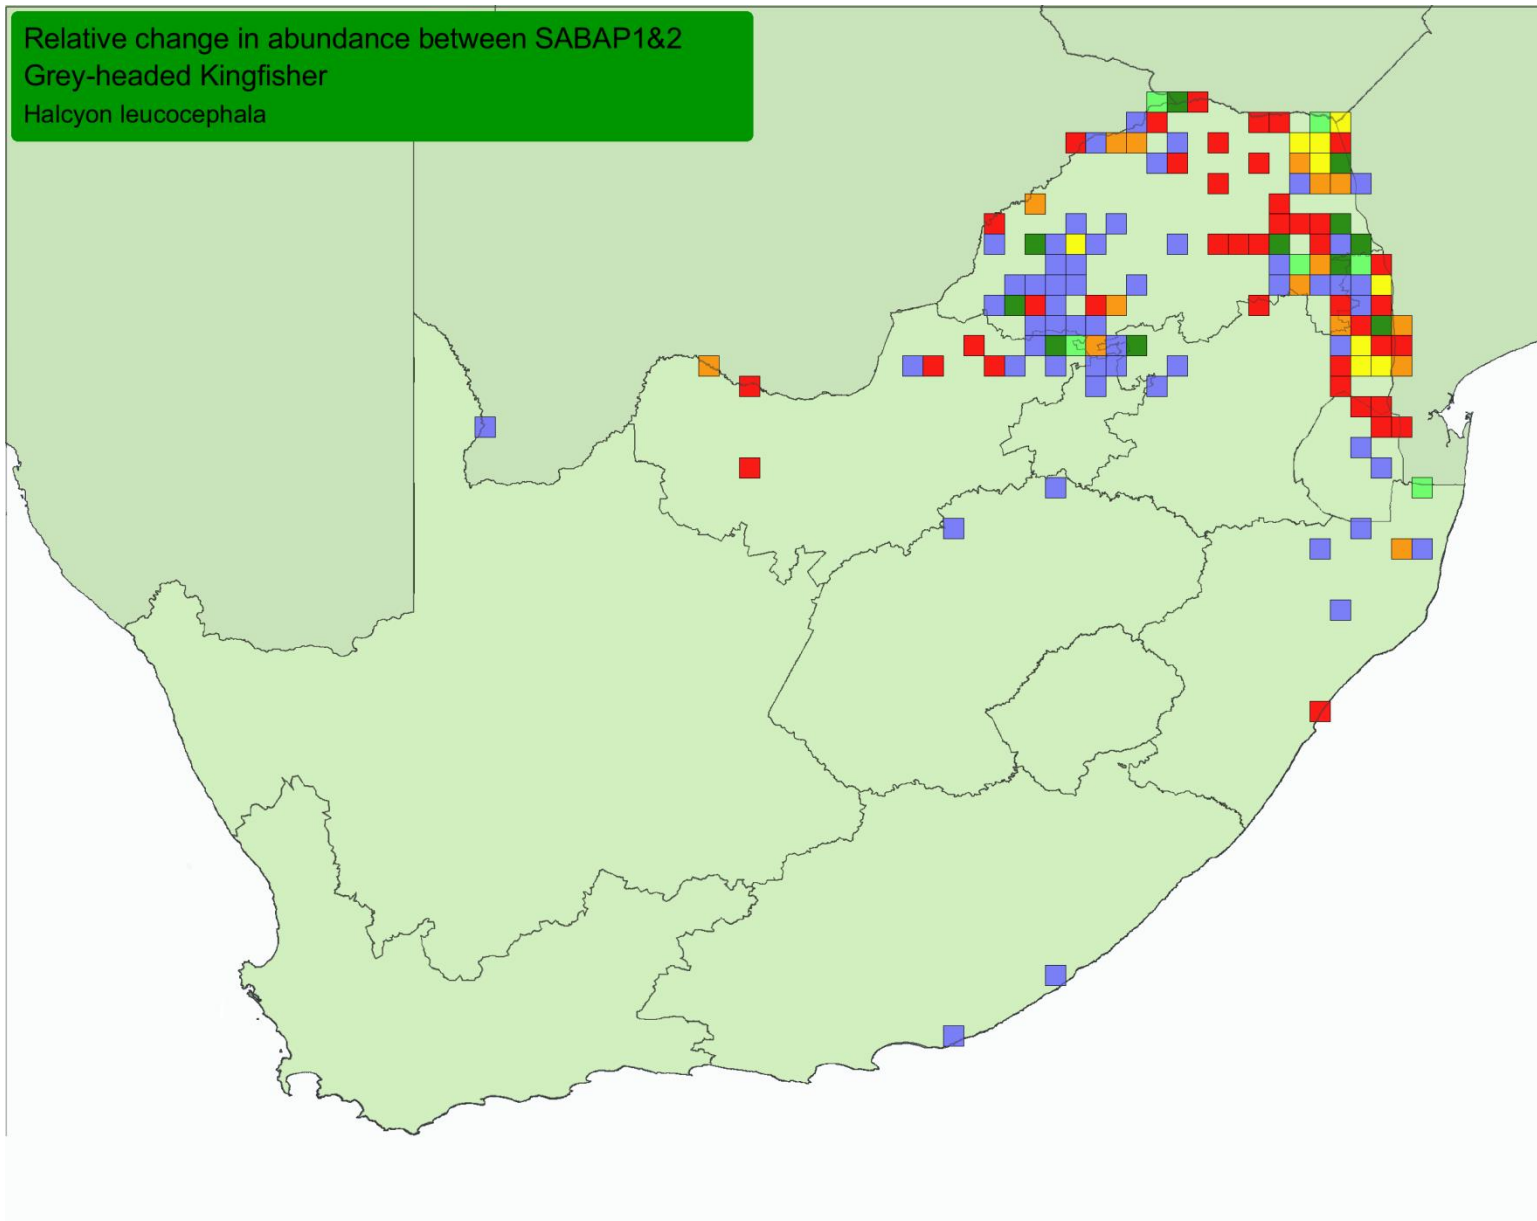 Relative change in abundance between SABAP1&2
Grey-headed Kingfisher
Halcyon leucocephala